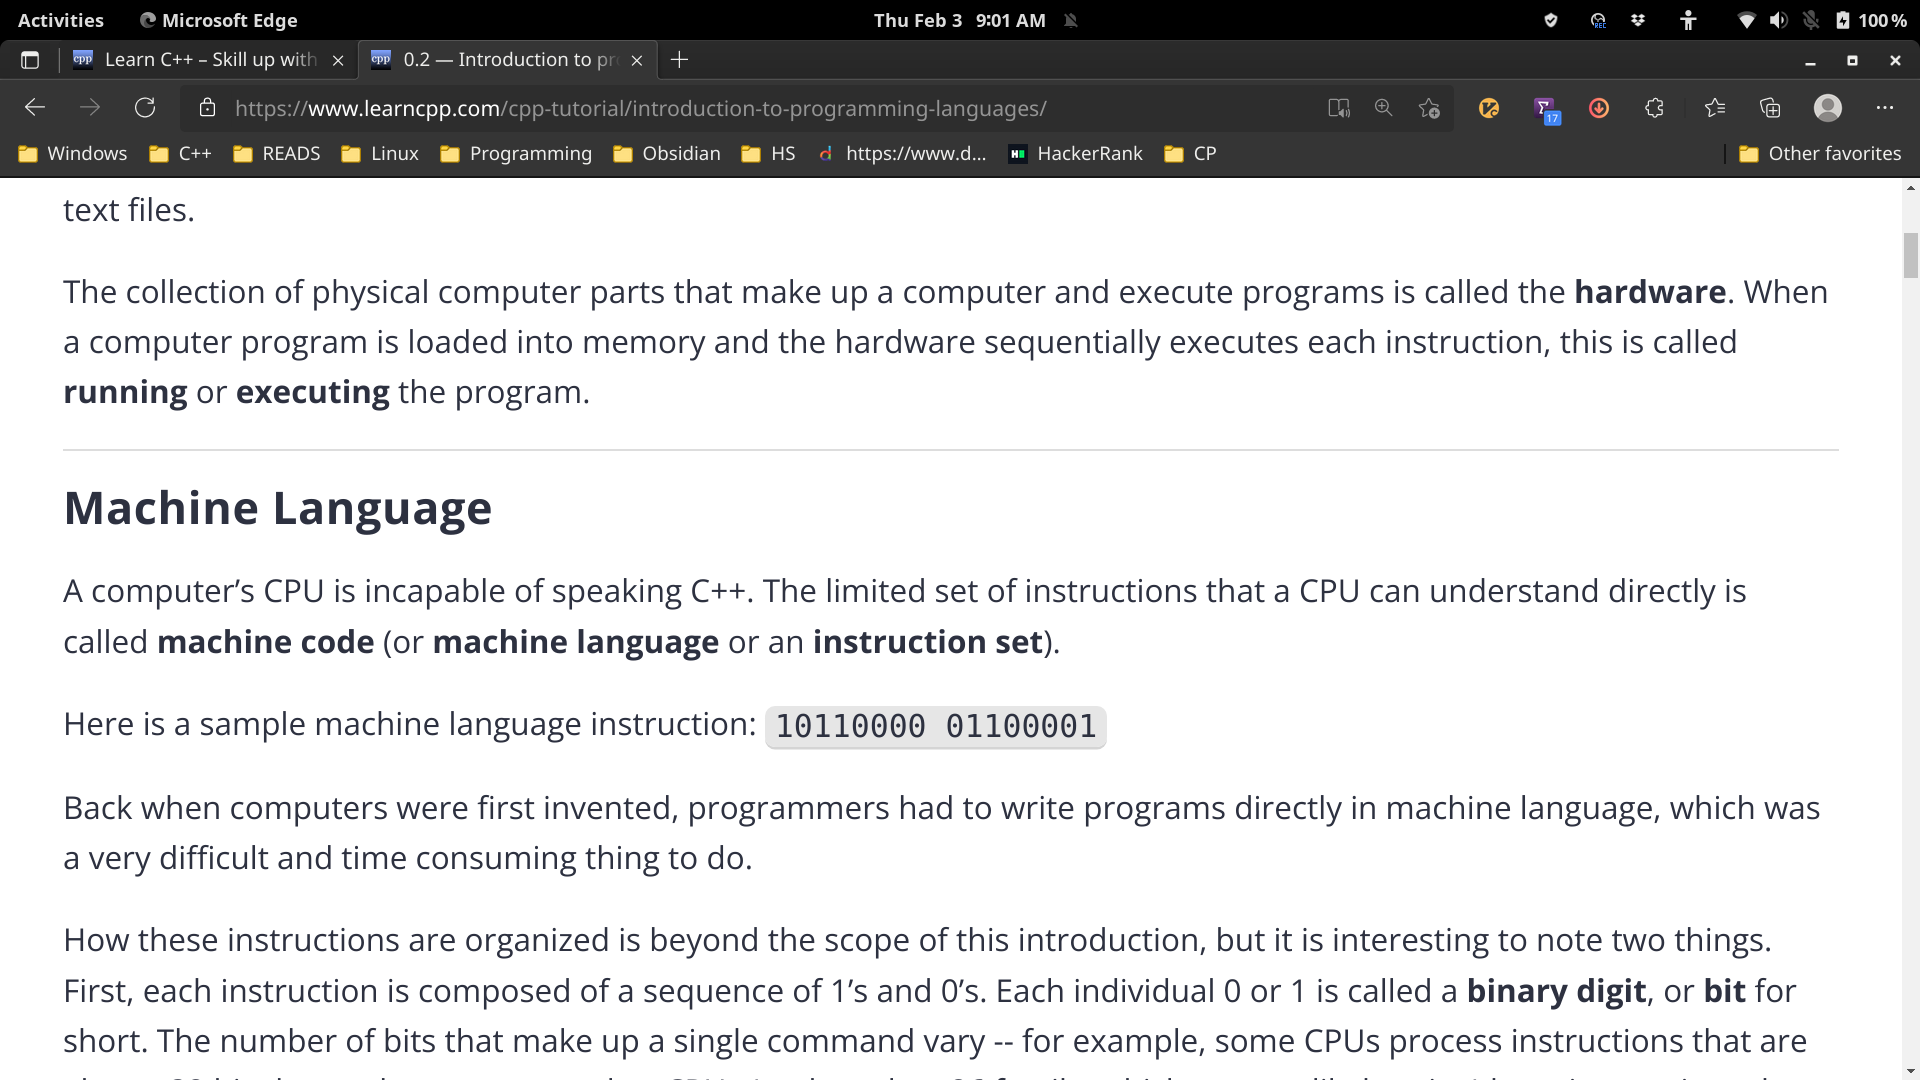 Activities Microsoft Edge Thu Feb 3 9:01 AM 100 %
Learn C++ – Skill up with 0.2 — Introduction to pr
https://www.learncpp.com/cpp-tutorial/introduction-to-programming-languages/ 17
Windows C++ READS Linux Programming Obsidian HS https://www.d... HackerRank CP Other favorites
text files.
The collection of physical computer parts that make up a computer and execute programs is called the hardware. When
a computer program is loaded into memory and the hardware sequentially executes each instruction, this is called
running or executing the program.
Machine Language
A computer’s CPU is incapable of speaking C++. The limited set of instructions that a CPU can understand directly is
called machine code (or machine language or an instruction set).
Here is a sample machine language instruction: 10110000 01100001
Back when computers were first invented, programmers had to write programs directly in machine language, which was
a very difficult and time consuming thing to do.
How these instructions are organized is beyond the scope of this introduction, but it is interesting to note two things.
First, each instruction is composed of a sequence of 1’s and 0’s. Each individual 0 or 1 is called a binary digit, or bit for
short. The number of bits that make up a single command vary -- for example, some CPUs process instructions that are